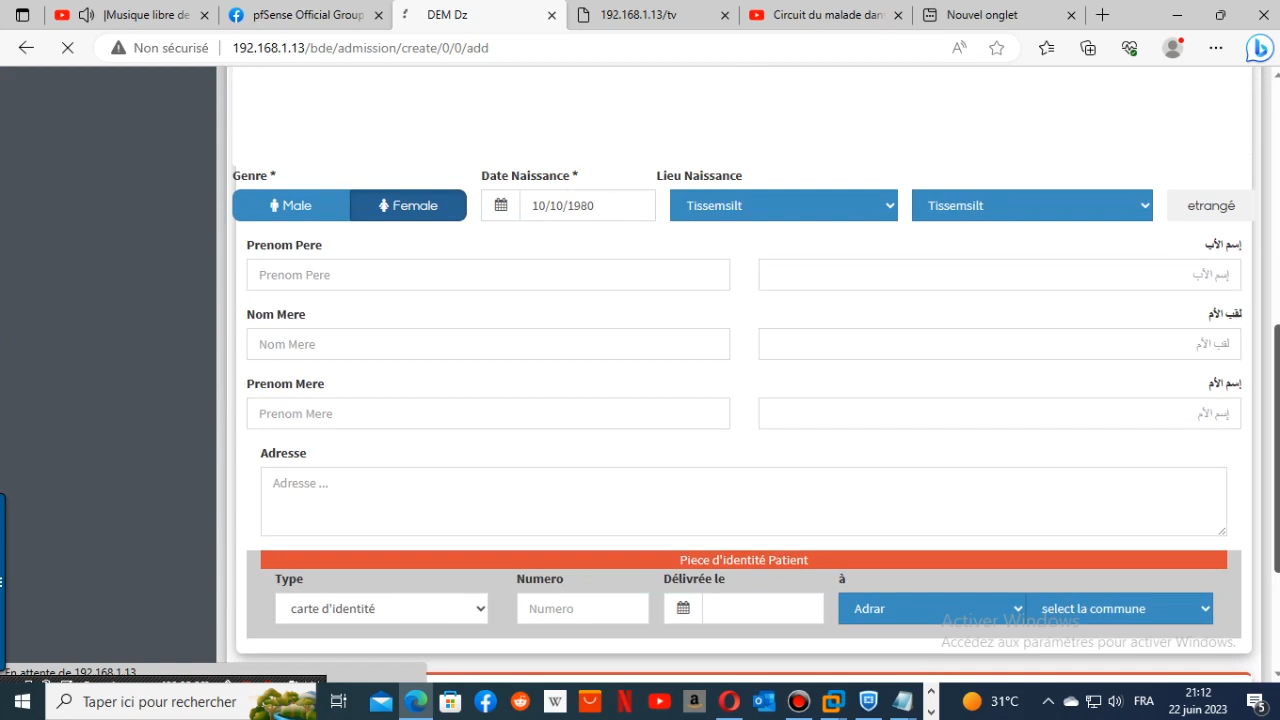 |Musique libre de
pfSense Official Group
DEM Dz
192.168.1.13/tv
Circuit du malade dans
Nouvel onglet
Non sécurisé
192.168.1.13/bde/admission/create/0/0/add
Genre *
Date Naissance *
Lieu Naissance
Male
Female
10/10/1980
Tissemsilt
Tissemsilt
etrangé
Prenom Pere
إسم الأب
Prenom Pere
إسم الأب
Nom Mere
لقب الأم
Nom Mere
لقب الأم
Prenom Mere
إسم الأم
Prenom Mere
إسم الأم
Adresse
Adresse ...
Piece d'identité Patient
Type
Numero
Délivrée le
à
carte d'identité
Numero
Adrar
select la commune
Activer Windows
Accédez aux paramètres pour activer Windows.
En attente de 192.168.1.13
Taper ici pour rechercher
31°C
FRA
21:12
22 juin 2023
5